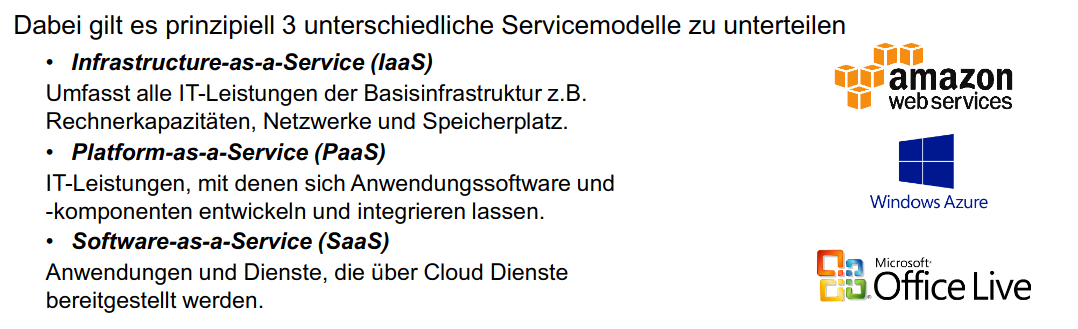 Dabei gilt es prinzipiell 3 unterschiedliche Servicemodelle zu unterteilen
• Infrastructure-as-a-Service (IaaS)
Umfasst alle IT-Leistungen der Basisinfrastruktur z.B.
Rechnerkapazitäten, Netzwerke und Speicherplatz.
amazon
web services
• Platform-as-a-Service (PaaS)
IT-Leistungen, mit denen sich Anwendungssoftware und
-komponenten entwickeln und integrieren lassen.
Windows Azure
• Software-as-a-Service (SaaS)
Anwendungen und Dienste, die über Cloud Dienste
bereitgestellt werden.
Microsoft®
Office Live